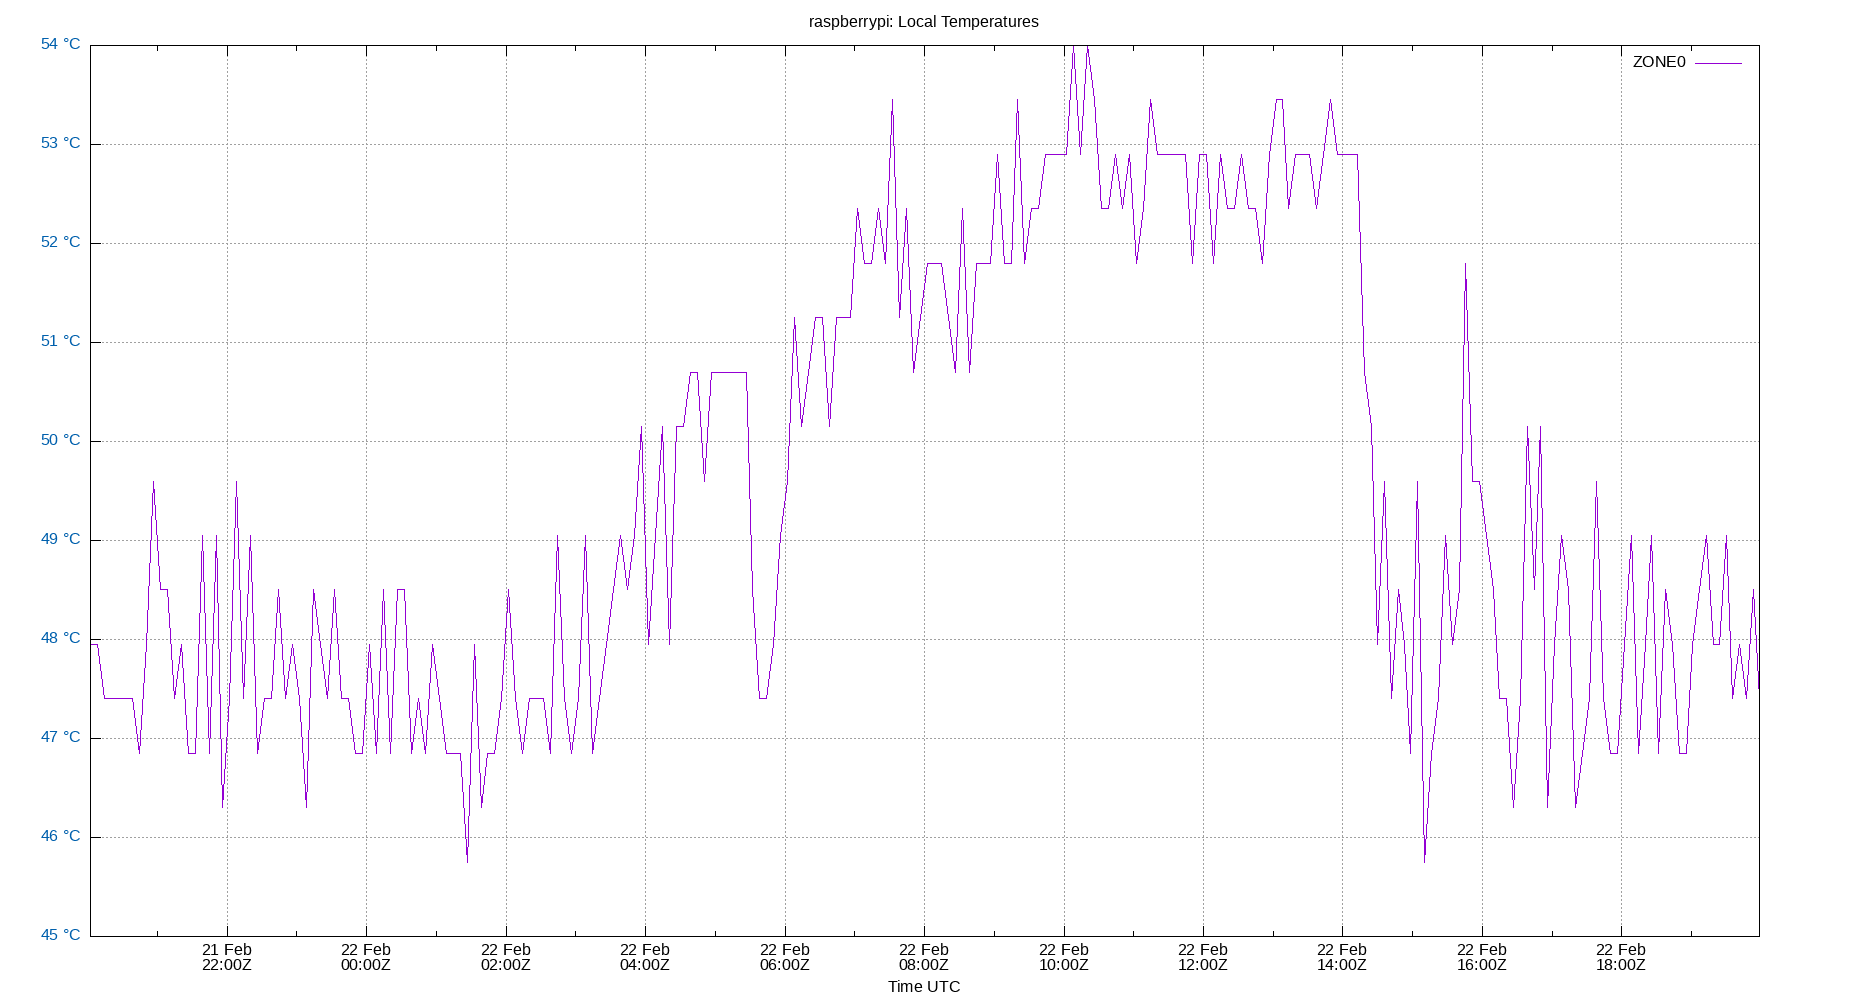 raspberrypi: Local Temperatures
ZONE0
54 °C
53 °C
52 °C
51 °C
50 °C
49 °C
48 °C
47 °C
46 °C
45 °C
21 Feb
22:00Z
22 Feb
00:00Z
22 Feb
02:00Z
22 Feb
04:00Z
22 Feb
06:00Z
22 Feb
08:00Z
22 Feb
10:00Z
22 Feb
12:00Z
22 Feb
14:00Z
22 Feb
16:00Z
22 Feb
18:00Z
Time UTC